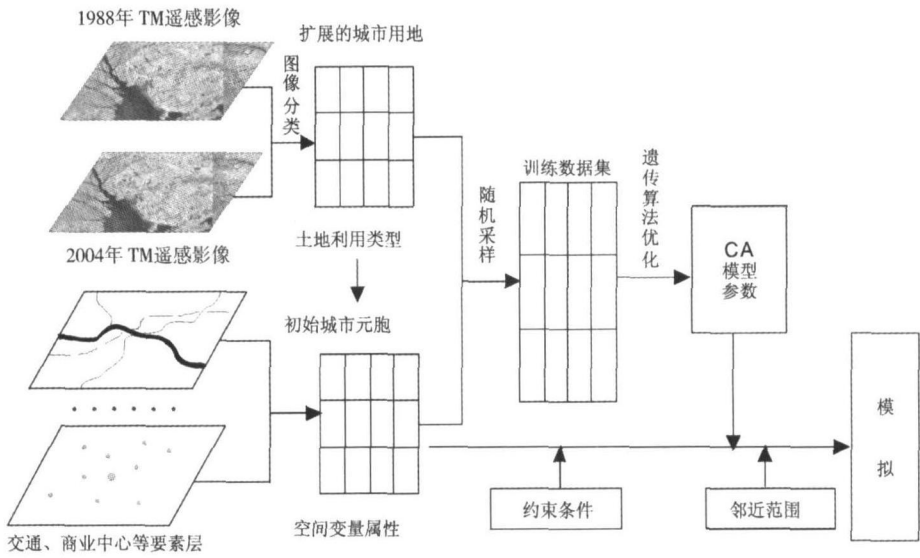 1988年 TM遥感影像
扩展的城市用地
图像分类
2004年 TM遥感影像
土地利用类型
初始城市元胞
随机采样
训练数据集
遗传算法优化
CA
模型
参数
模拟
约束条件
邻近范围
空间变量属性
交通、商业中心等要素层